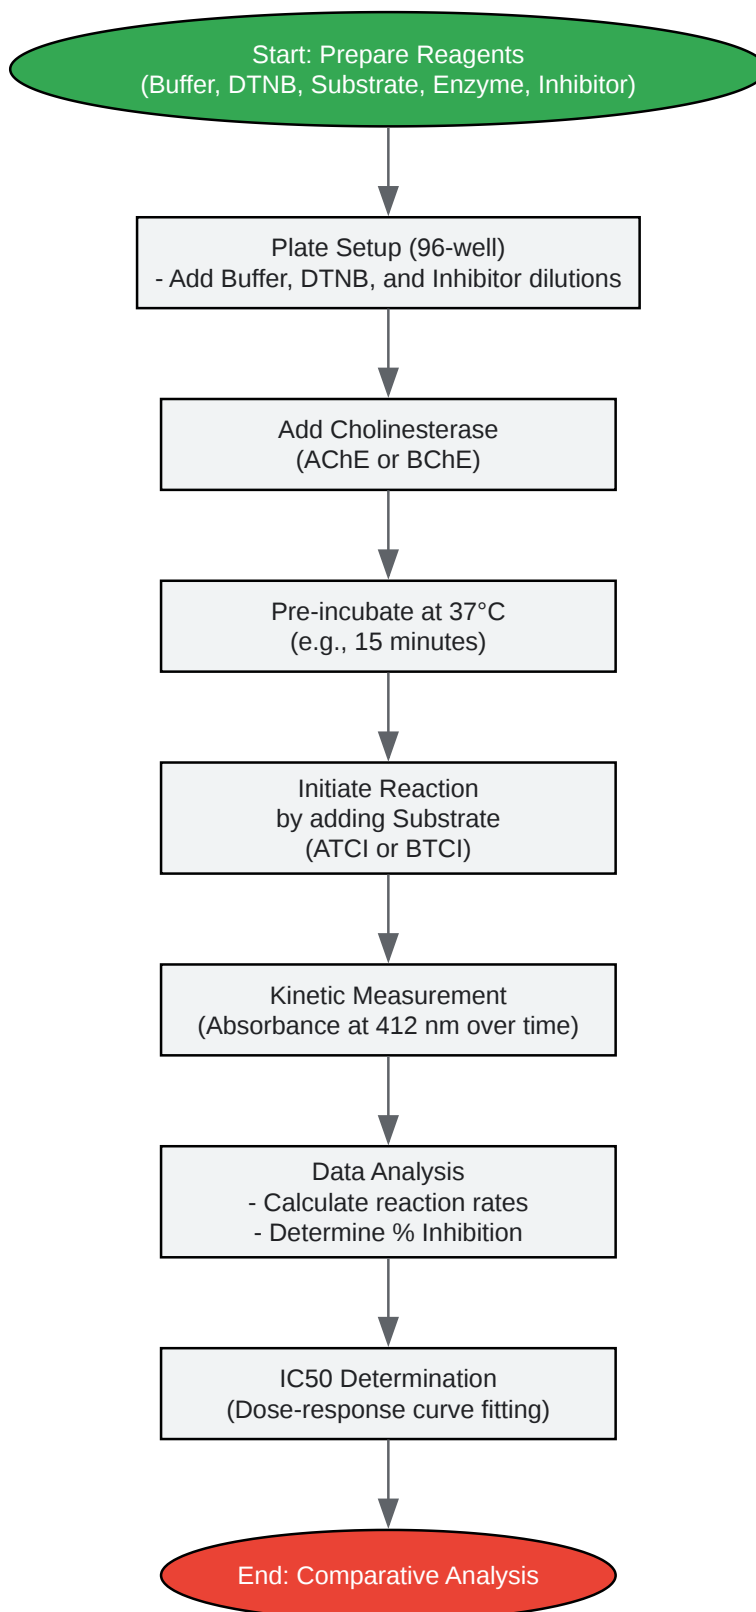 Start: Prepare Reagents
(Buffer, DTNB, Substrate, Enzyme, Inhibitor)
Plate Setup (96-well)
- Add Buffer, DTNB, and Inhibitor dilutions
Add Cholinesterase
(AChE or BChE)
Pre-incubate at 37°C
(e.g., 15 minutes)
Initiate Reaction
by adding Substrate
(ATCI or BTCI)
Kinetic Measurement
(Absorbance at 412 nm over time)
Data Analysis
- Calculate reaction rates
- Determine % Inhibition
IC50 Determination
(Dose-response curve fitting)
End: Comparative Analysis